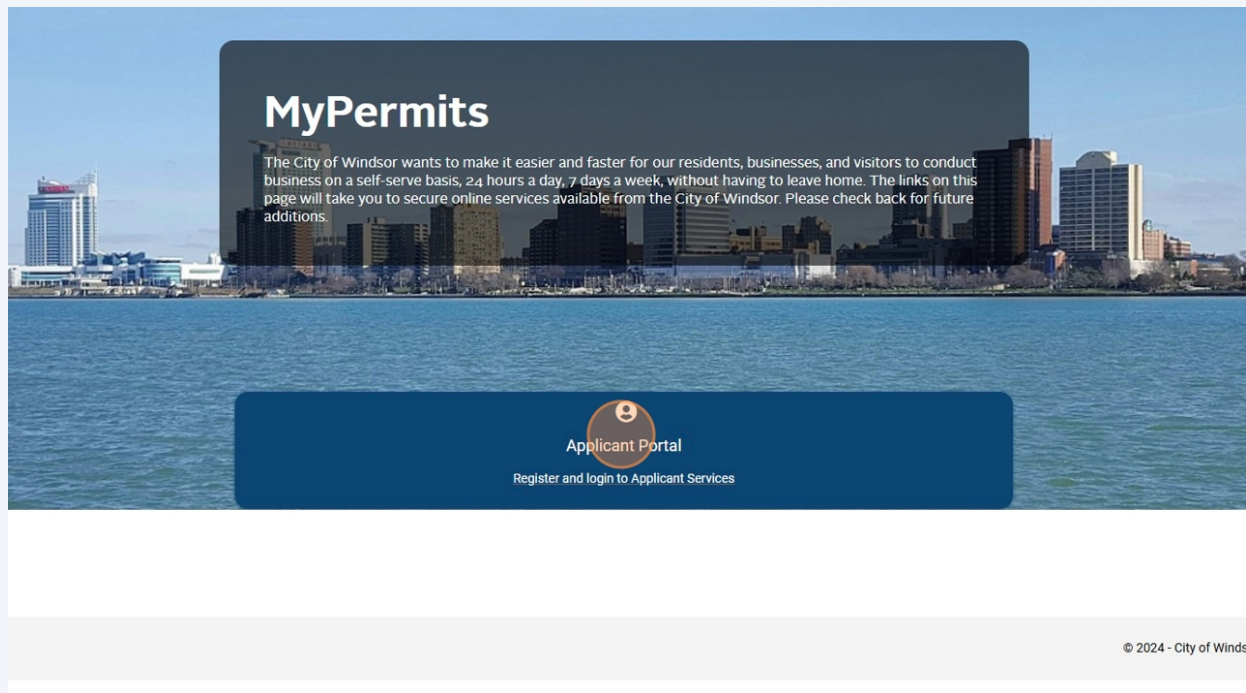 MyPermits
The City of Windsor wants to make it easier and faster for our residents, businesses, and visitors to conduct
business on a self-serve basis, 24 hours a day, 7 days a week, without having to leave home. The links on this
page will take you to secure online services available from the City of Windsor. Please check back for future
additions.
Applicant Portal
Register and login to Applicant Services
© 2024 - City of Winds